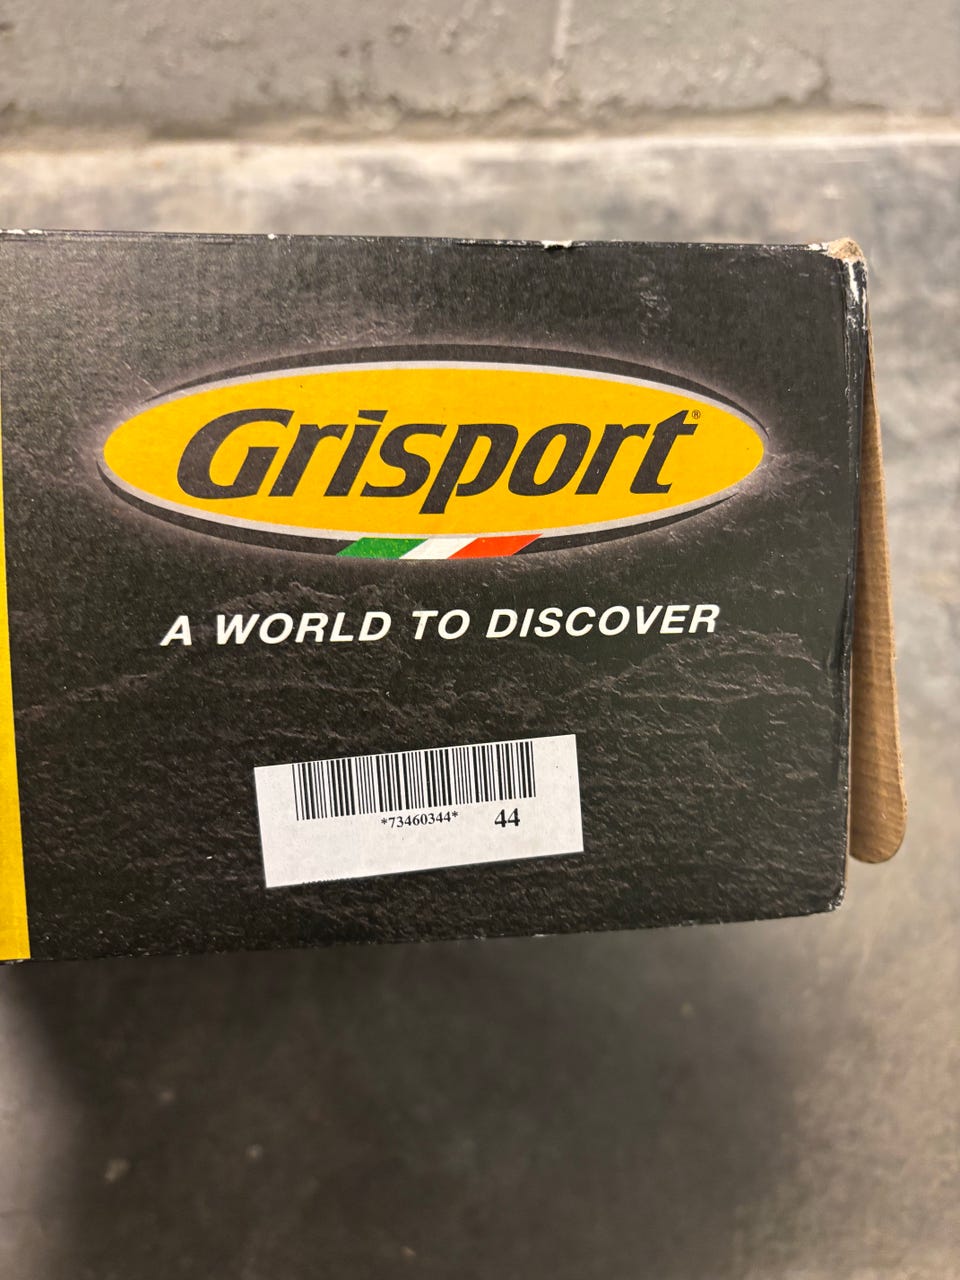 Grisport®
A WORLD TO DISCOVER
*73460344* 44